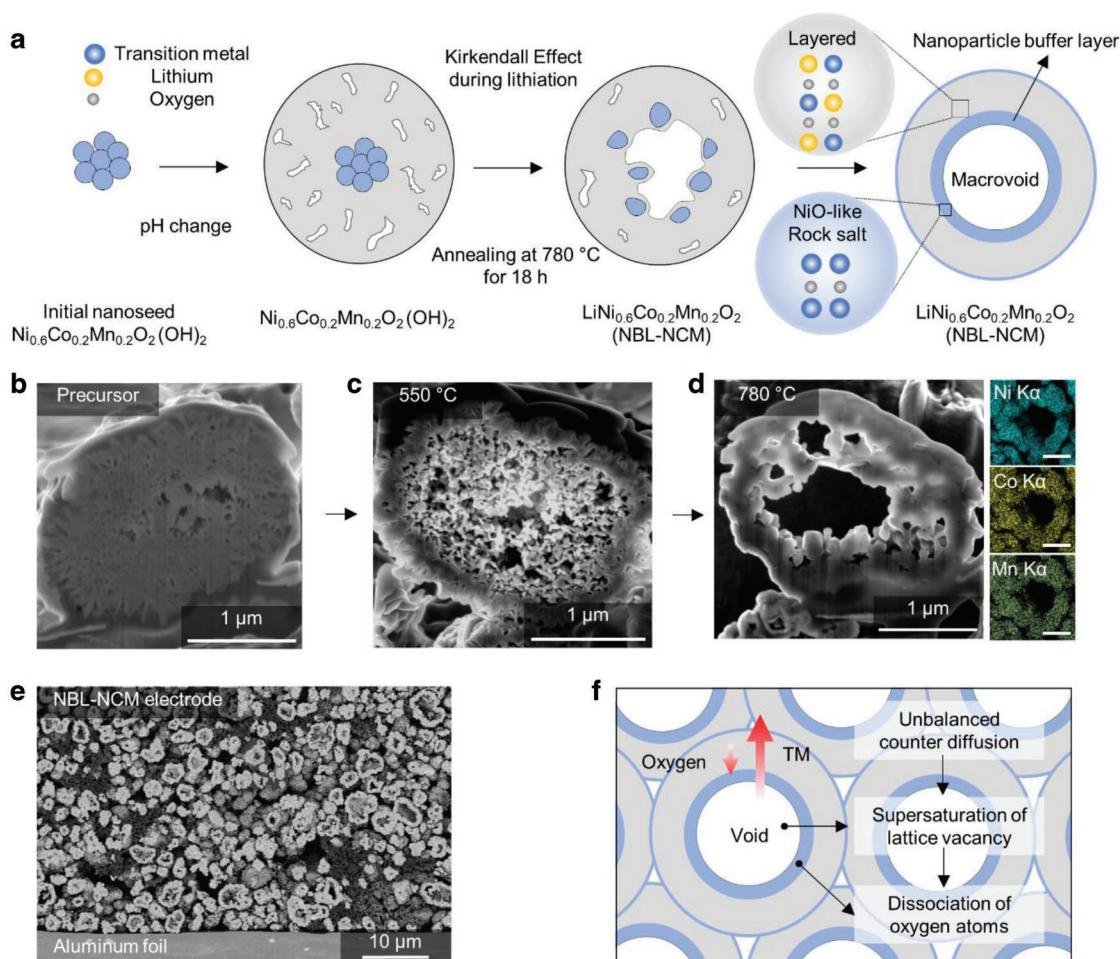 a
Transition metal
Lithium
Oxygen
pH change
Initial nanoseed
Ni0.6Co0.2Mn0.2O2 (OH)2
Ni0.6Co0.2Mn0.2O2 (OH)2
Kirkendall Effect
during lithiation
Annealing at 780 °C
for 18 h
LiNi0.6Co0.2Mn0.2O2
(NBL-NCM)
Layered
NiO-like
Rock salt
Nanoparticle buffer layer
Macrovoid
LiNi0.6Co0.2Mn0.2O2
(NBL-NCM)
b
Precursor
1 μm
c
550 °C
1 μm
d
780 °C
1 μm
Ni Kα
Co Kα
Mn Kα
e
NBL-NCM electrode
Aluminum foil
10 μm
f
Oxygen
TM
Void
Unbalanced
counter diffusion
Supersaturation of
lattice vacancy
Dissociation of
oxygen atoms